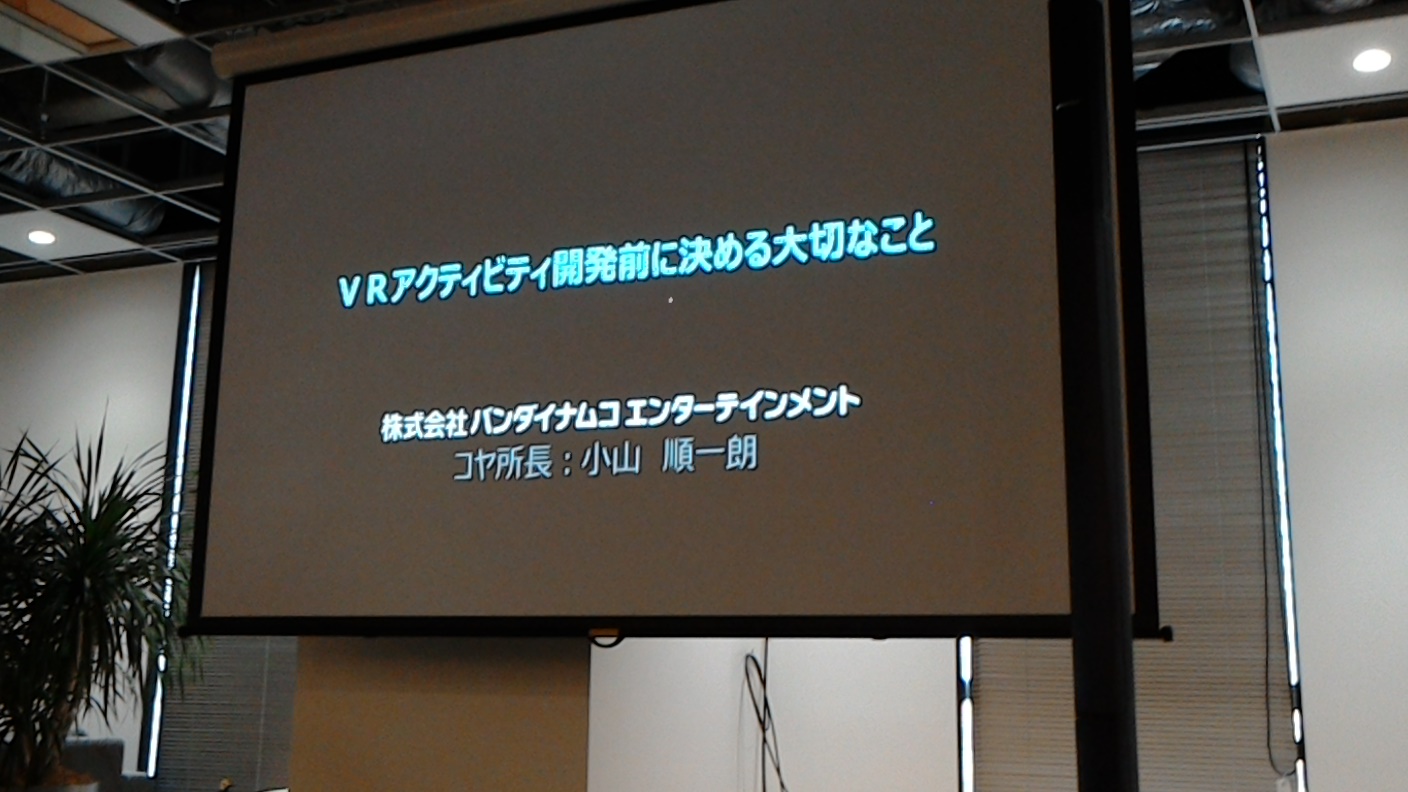 VRアクティビティ開発前に決める大切なこと
株式会社バンダイナムコエンターテインメント
コヤ所長：小山 順一朗